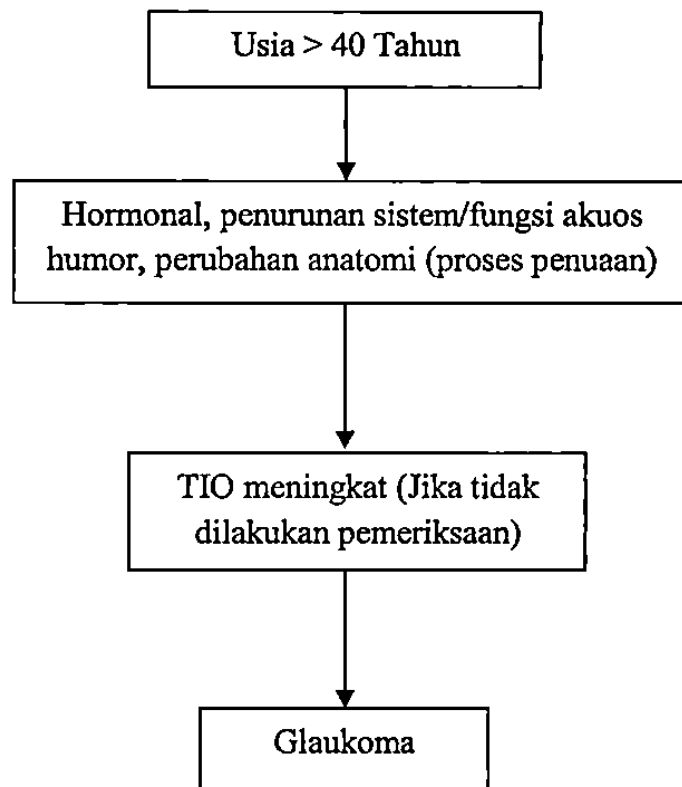 Usia > 40 Tahun
Hormonal, penurunan sistem/fungsi akuos
humor, perubahan anatomi (proses penuaan)
TIO meningkat (Jika tidak
dilakukan pemeriksaan)
Glaukoma